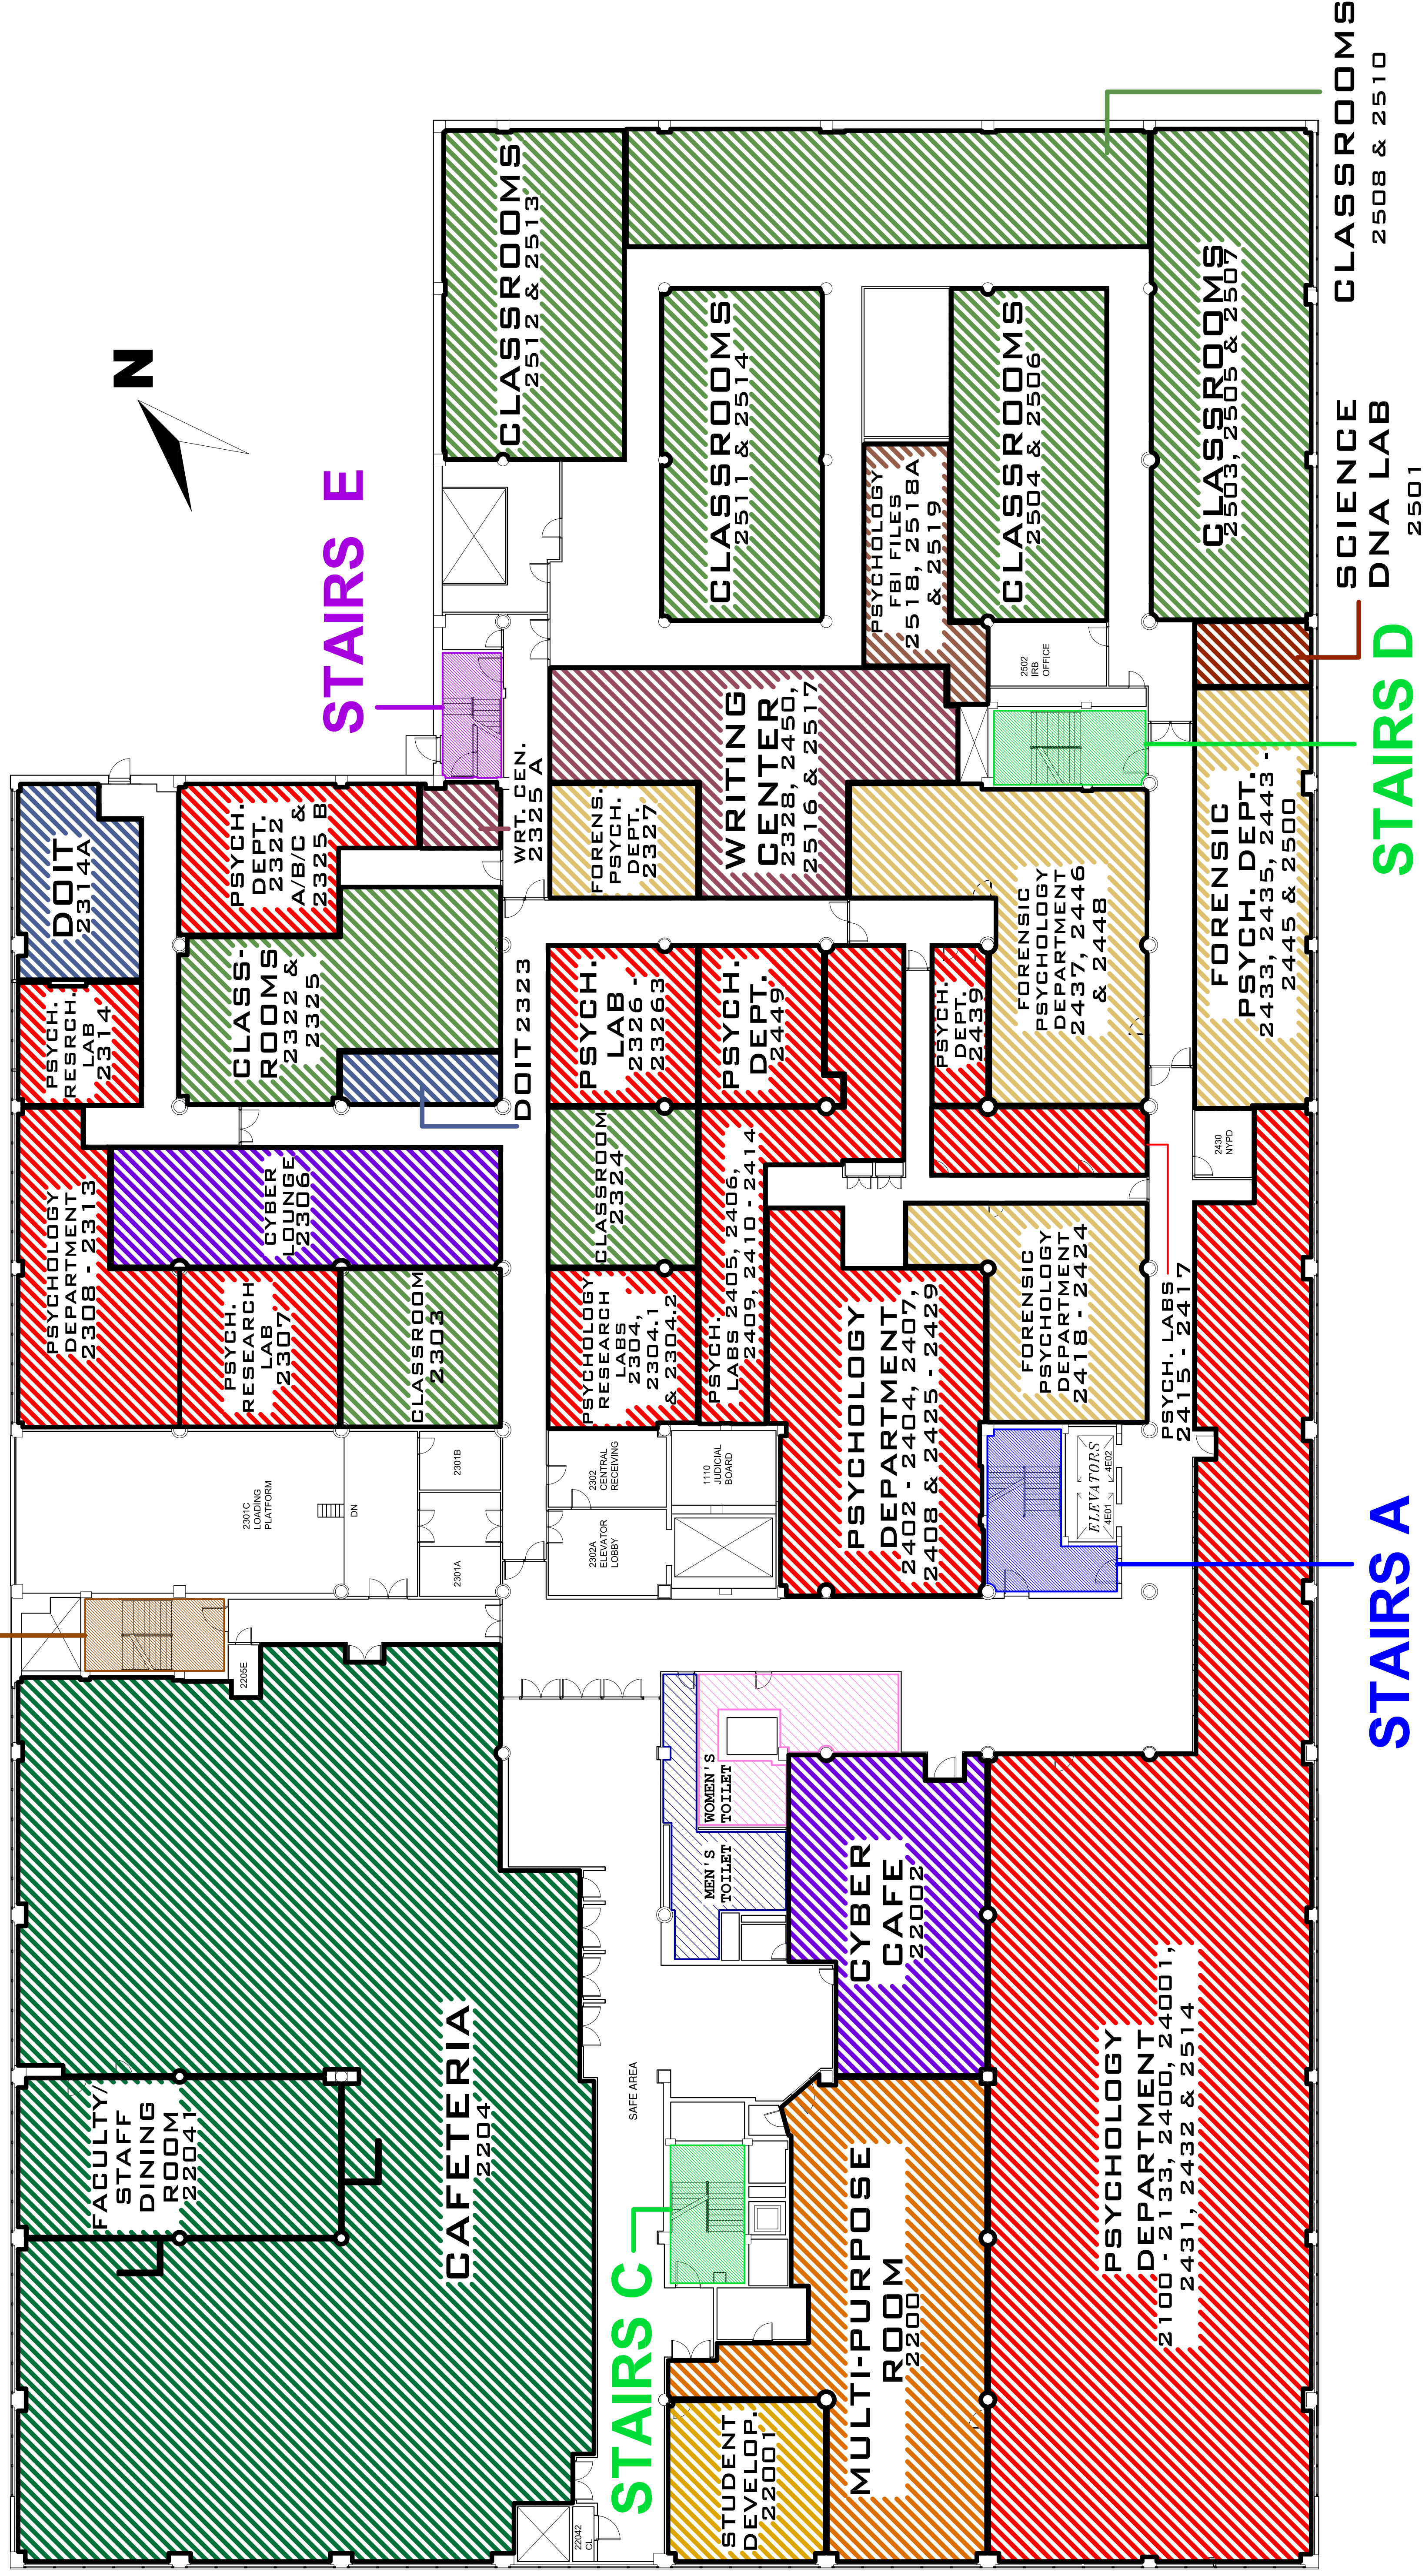 N
STAIRS E
CLASSROOMS
2512 & 2513
CLASSROOMS
2511 & 2514
PSYCHOLOGY
FBI FILES
2518, 2518A
& 2519
CLASSROOMS
2504 & 2506
CLASSROOMS
2503, 2505 & 2507
CLASSROOMS
2508 & 2510
SCIENCE
DNA LAB
2501
STAIRS D
2502
IRB
OFFICE
DOIT
2314A
PSYCH.
DEPT.
2322
A/B/C &
2325 B
WRT. CEN.
2325 A
FORENS.
PSYCH.
DEPT.
2327
WRITING
CENTER
2328, 2450,
2516 & 2517
FORENSIC
PSYCHOLOGY
DEPARTMENT
2437, 2446
& 2448
FORENSIC
PSYCH. DEPT.
2433, 2435, 2443 -
2445 & 2500
PSYCH.
RESRCH.
LAB
2314
CLASS-
ROOMS
2322 &
2325
DOIT 2323
PSYCH.
LAB
2326 -
23263
PSYCH.
DEPT.
2449
PSYCH.
DEPT.
2439
PSYCHOLOGY
DEPARTMENT
2308 - 2313
CYBER
LOUNGE
2306
PSYCH.
RESEARCH
LAB
2307
CLASSROOM
2303
CLASSROOM
2324
PSYCHOLOGY
RESEARCH
LABS
2304,
2304.1
& 2304.2
PSYCH.
LABS 2405, 2406,
2409, 2410 - 2414
PSYCHOLOGY
DEPARTMENT
2402 - 2404, 2407,
2408 & 2425 - 2429
FORENSIC
PSYCHOLOGY
DEPARTMENT
2418 - 2424
PSYCH. LABS
2415 - 2417
2430
NYPD
2301C
LOADING
PLATFORM
DN
2301B
2301A
2302
CENTRAL
RECEIVING
2302A
ELEVATOR
LOBBY
1110
JUDICIAL
BOARD
ELEVATORS
4E01
4E02
STAIRS A
2205E
WOMEN'S
TOILET
MEN'S
TOILET
CYBER
CAFE
22002
FACULTY/
STAFF
DINING
ROOM
22041
CAFETERIA
2204
SAFE AREA
STAIRS C
MULTI-PURPOSE
ROOM
2200
STUDENT
DEVELOP.
22001
22042
CL
PSYCHOLOGY
DEPARTMENT
2100 - 2133, 2400, 24001,
2431, 2432 & 2514